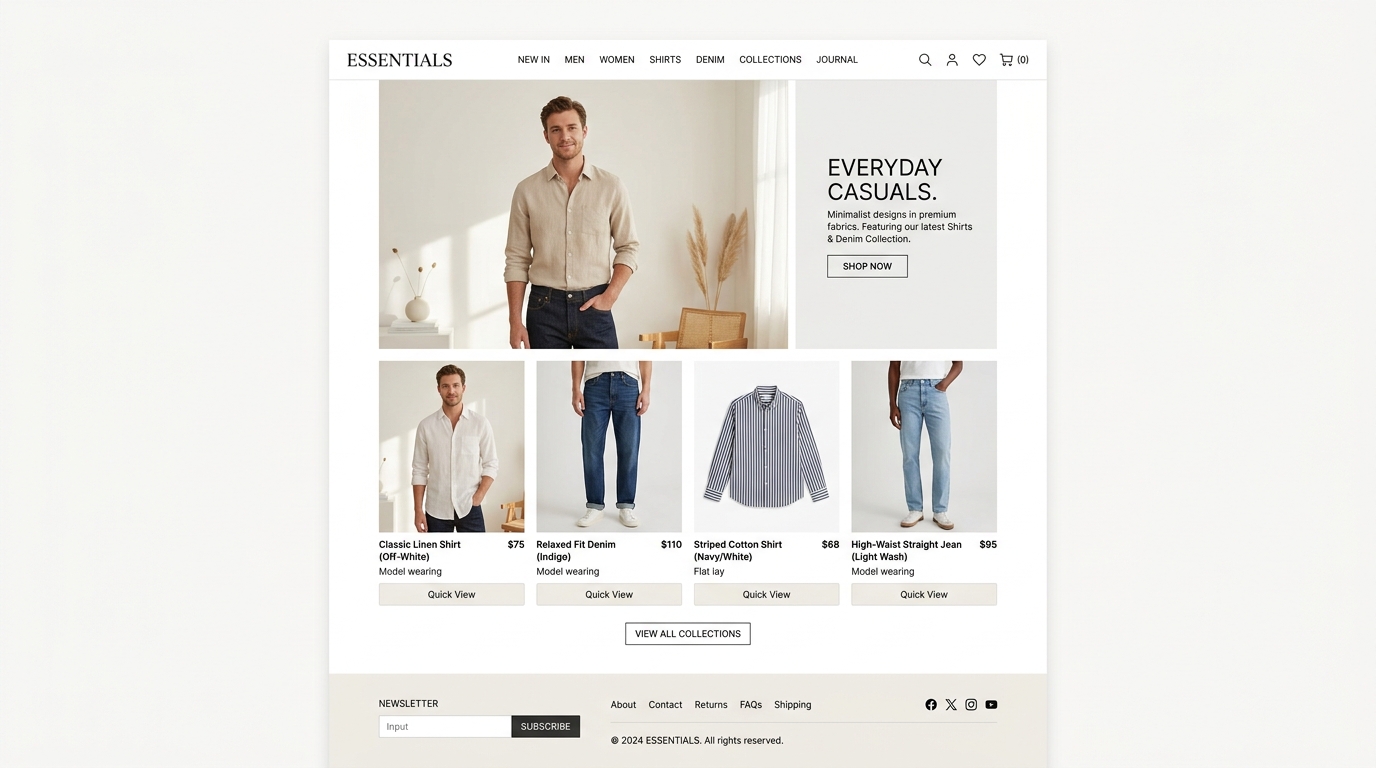 ESSENTIALS
NEW IN MEN WOMEN SHIRTS DENIM COLLECTIONS JOURNAL
(0)
EVERYDAY
CASUALS.
Minimalist designs in premium
fabrics. Featuring our latest Shirts
& Denim Collection.
SHOP NOW
Classic Linen Shirt $75
(Off-White)
Model wearing
Quick View
Relaxed Fit Denim $110
(Indigo)
Model wearing
Quick View
Striped Cotton Shirt $68
(Navy/White)
Flat lay
Quick View
High-Waist Straight Jean $95
(Light Wash)
Model wearing
Quick View
VIEW ALL COLLECTIONS
NEWSLETTER
Input
SUBSCRIBE
About Contact Returns FAQs Shipping
© 2024 ESSENTIALS. All rights reserved.